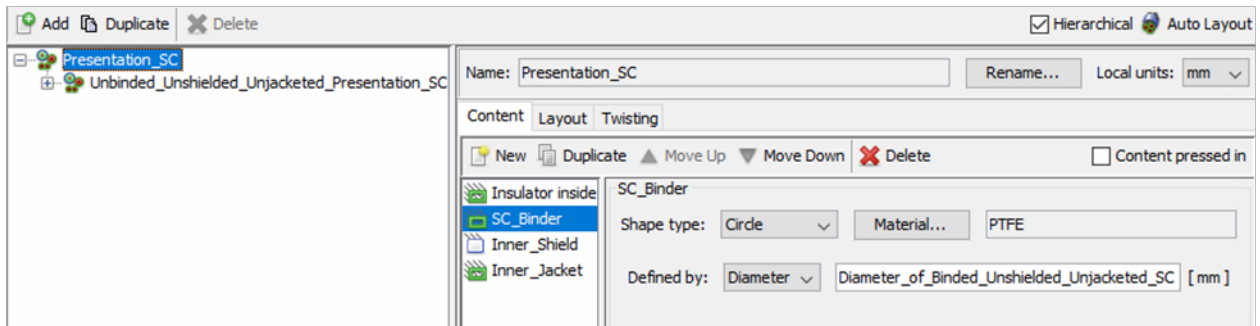 Add Duplicate Delete Hierarchical Auto Layout
Presentation_SC
Unbinded_Unshielded_Unjacketed_Presentation_SC
Name: Presentation_SC Rename... Local units: mm
Content Layout Twisting
New Duplicate Move Up Move Down Delete Content pressed in
Insulator inside
SC_Binder
Inner_Shield
Inner_Jacket
SC_Binder
Shape type: Circle Material... PTFE
Defined by: Diameter Diameter_of_Binded_Unshielded_Unjacketed_SC [ mm ]